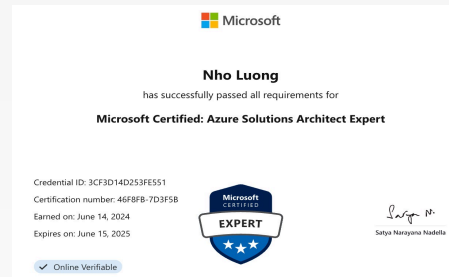 Microsoft
Nho Luong
has successfully passed all requirements for
Microsoft Certified: Azure Solutions Architect Expert
Credential ID: 3CF3D14D253FE551
Certification number: 46F8FB-7D3F5B
Earned on: June 14, 2024
Expires on: June 15, 2025
Online Verifiable
Microsoft
CERTIFIED
EXPERT
Satya N.
Satya Narayana Nadella